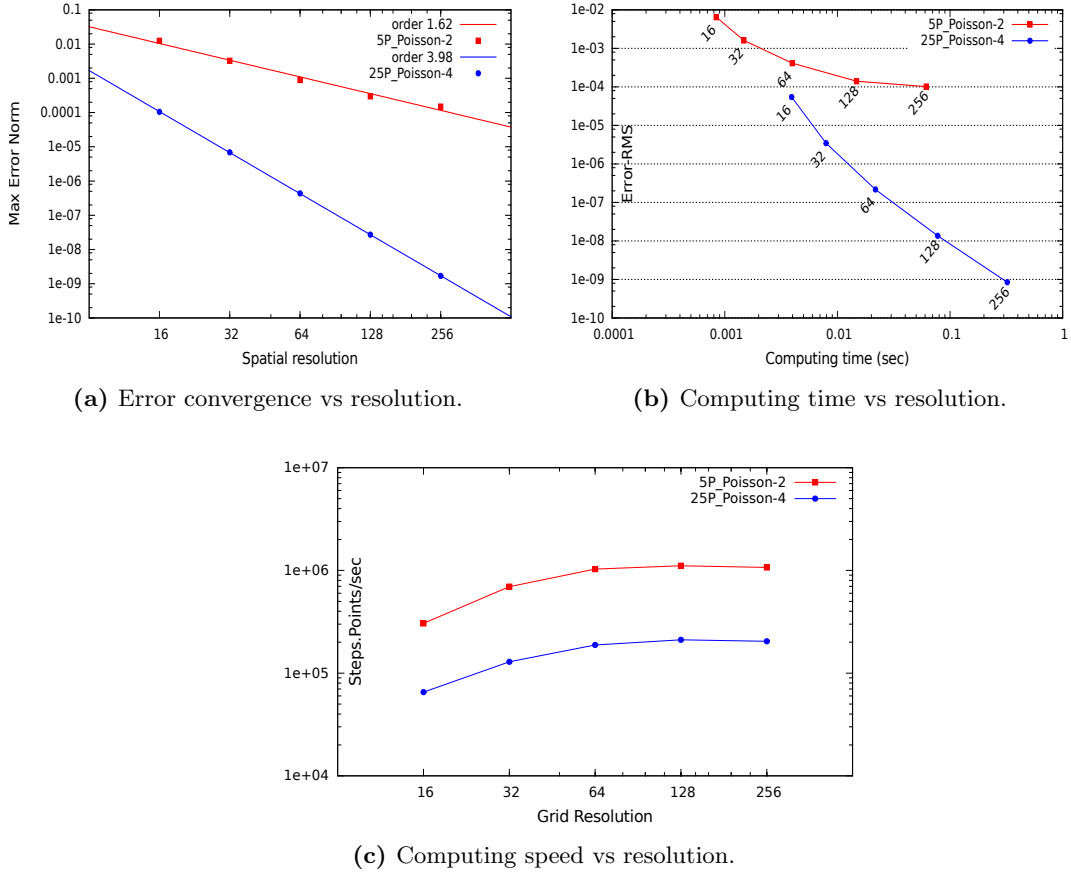 0.1
0.01
0.001
0.0001
1e-05
1e-06
1e-07
1e-08
1e-09
1e-10
Max Error Norm
order 1.62
5P_Poisson-2
order 3.98
25P_Poisson-4
16 32 64 128 256
Spatial resolution
(a) Error convergence vs resolution.
1e-02
1e-03
1e-04
1e-05
1e-06
1e-07
1e-08
1e-09
1e-10
Error-RMS
5P_Poisson-2
25P_Poisson-4
16
32
64
128
256
16
32
64
128
256
0.0001 0.001 0.01 0.1 1
Computing time (sec)
(b) Computing time vs resolution.
1e+07
1e+06
1e+05
1e+04
Steps.Points/sec
5P_Poisson-2
25P_Poisson-4
16 32 64 128 256
Grid Resolution
(c) Computing speed vs resolution.